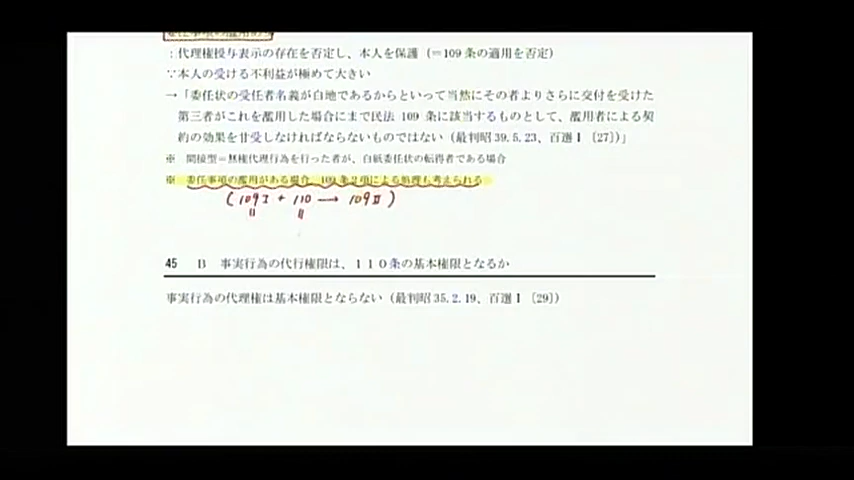 ：代理権授与表示の存在を否定し、本人を保護（＝109 条の適用を否定）
∵本人の受ける不利益が極めて大きい
→「委任状の受任者名義が白地であるからといって当然にその者よりさらに交付を受けた
第三者がこれを濫用した場合にまで民法 109 条に該当するものとして、濫用者による契
約の効果を甘受しなければならないものではない（最判昭 39.5.23、百選Ⅰ［27］）」
※　間接型＝無権代理行為を行った者が、白紙委任状の転得者である場合
※　委任事項の濫用がある場合、109 条2項による処理も考えられる
（109Ⅰ + 110 → 109Ⅱ）
45　B　事実行為の代行権限は、１１０条の基本権限となるか
事実行為の代理権は基本権限とならない（最判昭 35.2.19、百選Ⅰ［29］）